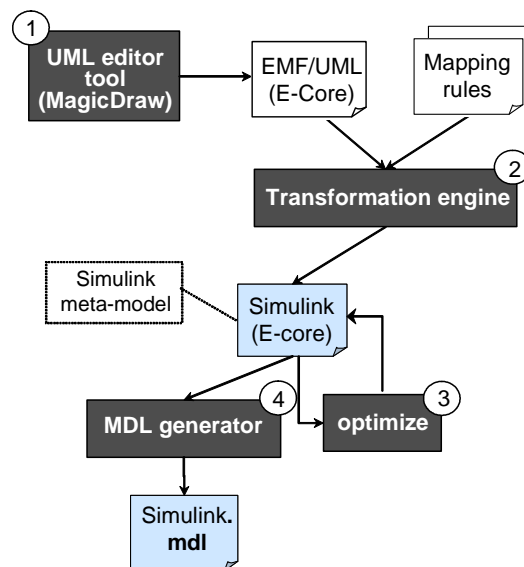 1
UML editor
tool
(MagicDraw)
EMF/UML
(E-Core)
Mapping
rules
2
Transformation engine
Simulink
meta-model
Simulink
(E-core)
4
MDL generator
3
optimize
Simulink.
mdl